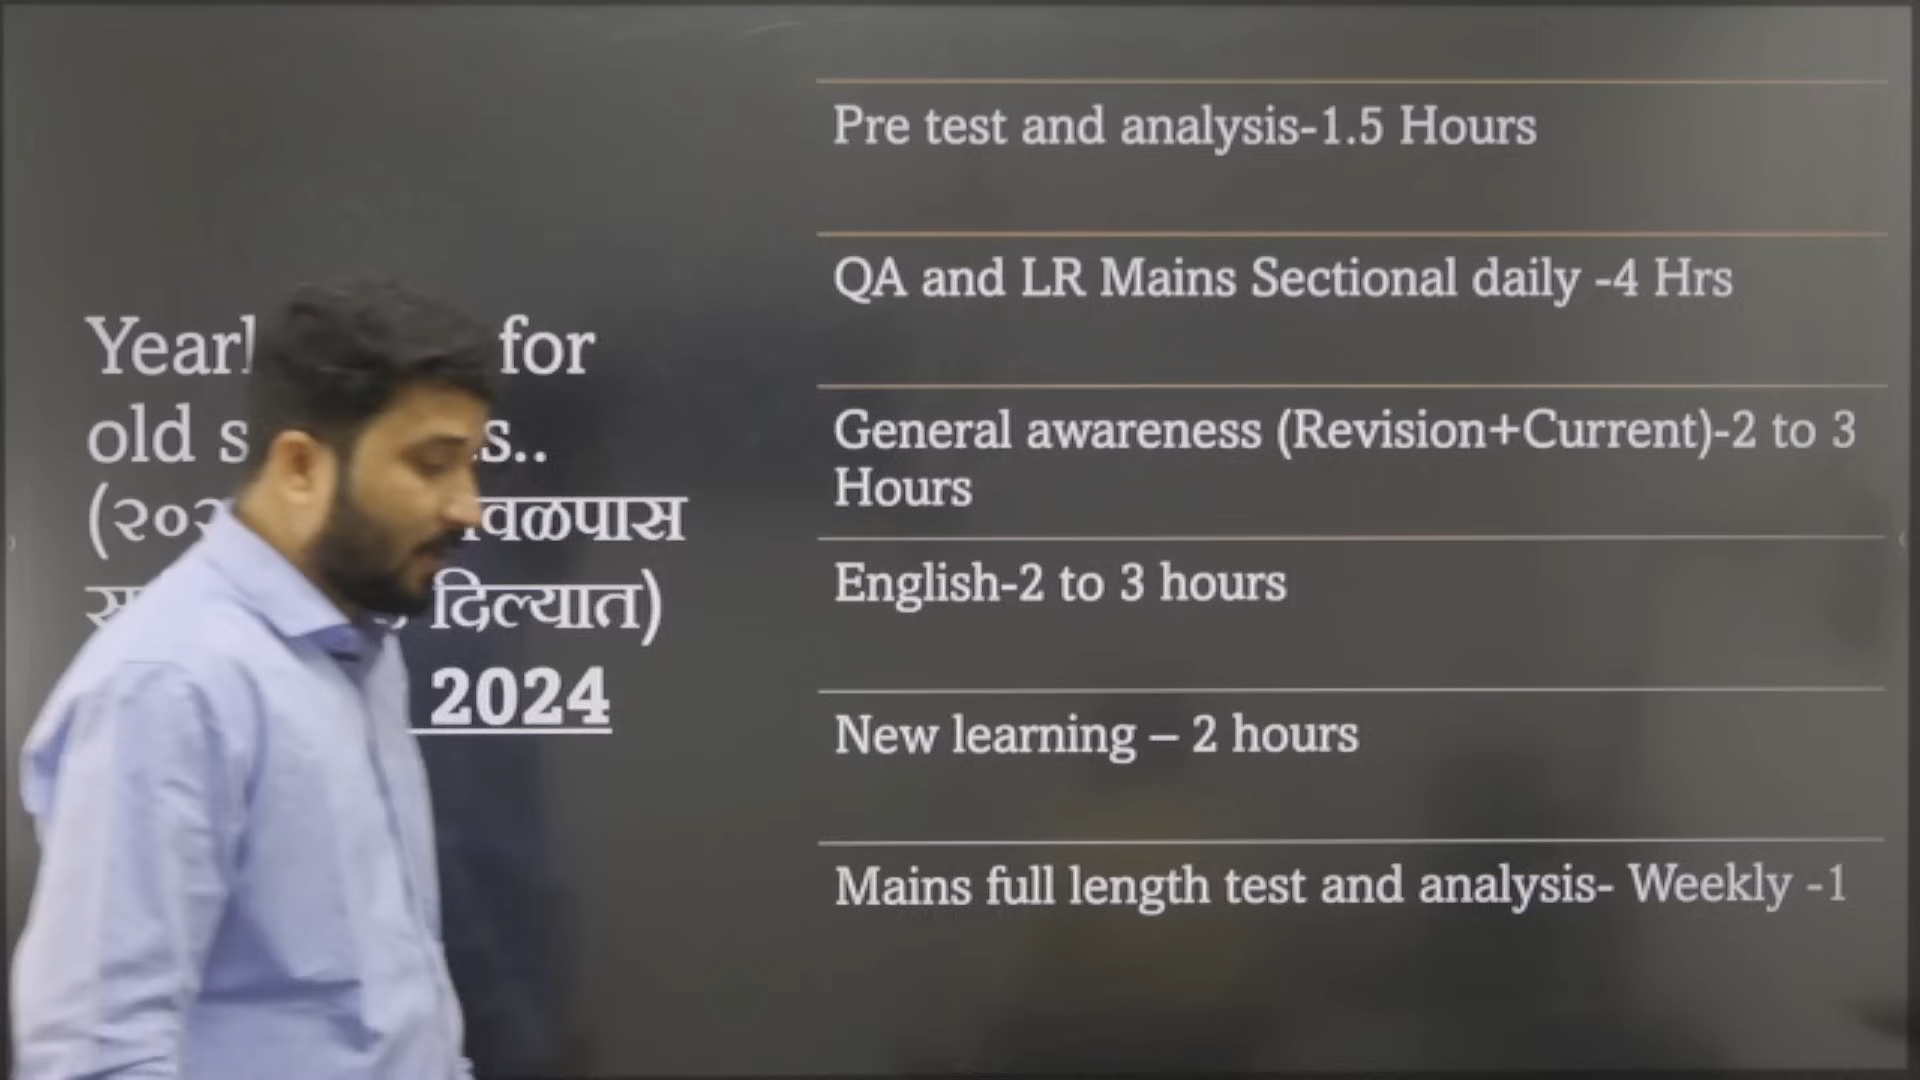 for
old
वळपास
दिल्यात)
2024
Pre test and analysis-1.5 Hours
QA and LR Mains Sectional daily -4 Hrs
General awareness (Revision+Current)-2 to 3
Hours
English-2 to 3 hours
New learning – 2 hours
Mains full length test and analysis- Weekly -1